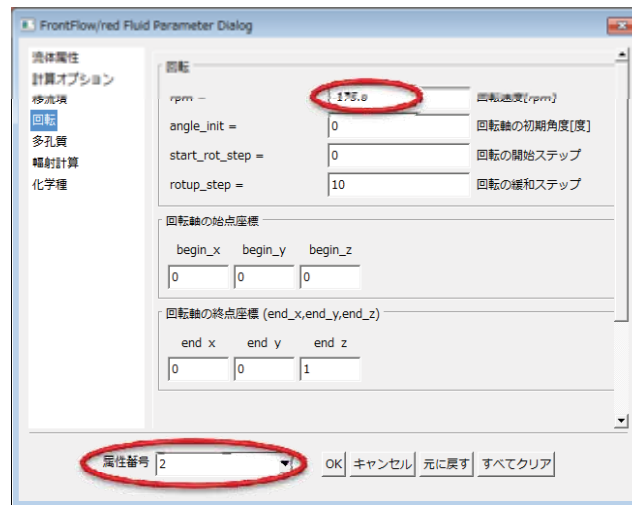 FrontFlow/red Fluid Parameter Dialog
流体属性
計算オプション
移流項
回転
多孔質
輻射計算
化学種
回転
rpm = -175.0 回転速度[rpm]
angle_init = 0 回転軸の初期角度[度]
start_rot_step = 0 回転の開始ステップ
rotup_step = 10 回転の緩和ステップ
回転軸の始点座標
begin_x begin_y begin_z
0 0 0
回転軸の終点座標 (end_x,end_y,end_z)
end x end y end z
0 0 1
属性番号 2 OK キャンセル 元に戻す すべてクリア